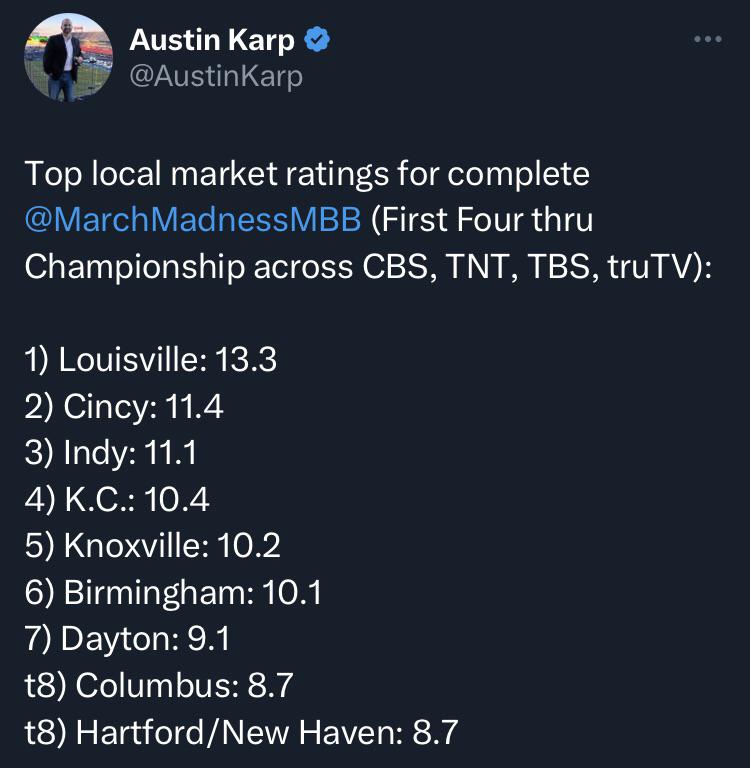 Austin Karp
@AustinKarp
Top local market ratings for complete
@MarchMadnessMBB (First Four thru
Championship across CBS, TNT, TBS, truTV):
1) Louisville: 13.3
2) Cincy: 11.4
3) Indy: 11.1
4) K.C.: 10.4
5) Knoxville: 10.2
6) Birmingham: 10.1
7) Dayton: 9.1
t8) Columbus: 8.7
t8) Hartford/New Haven: 8.7